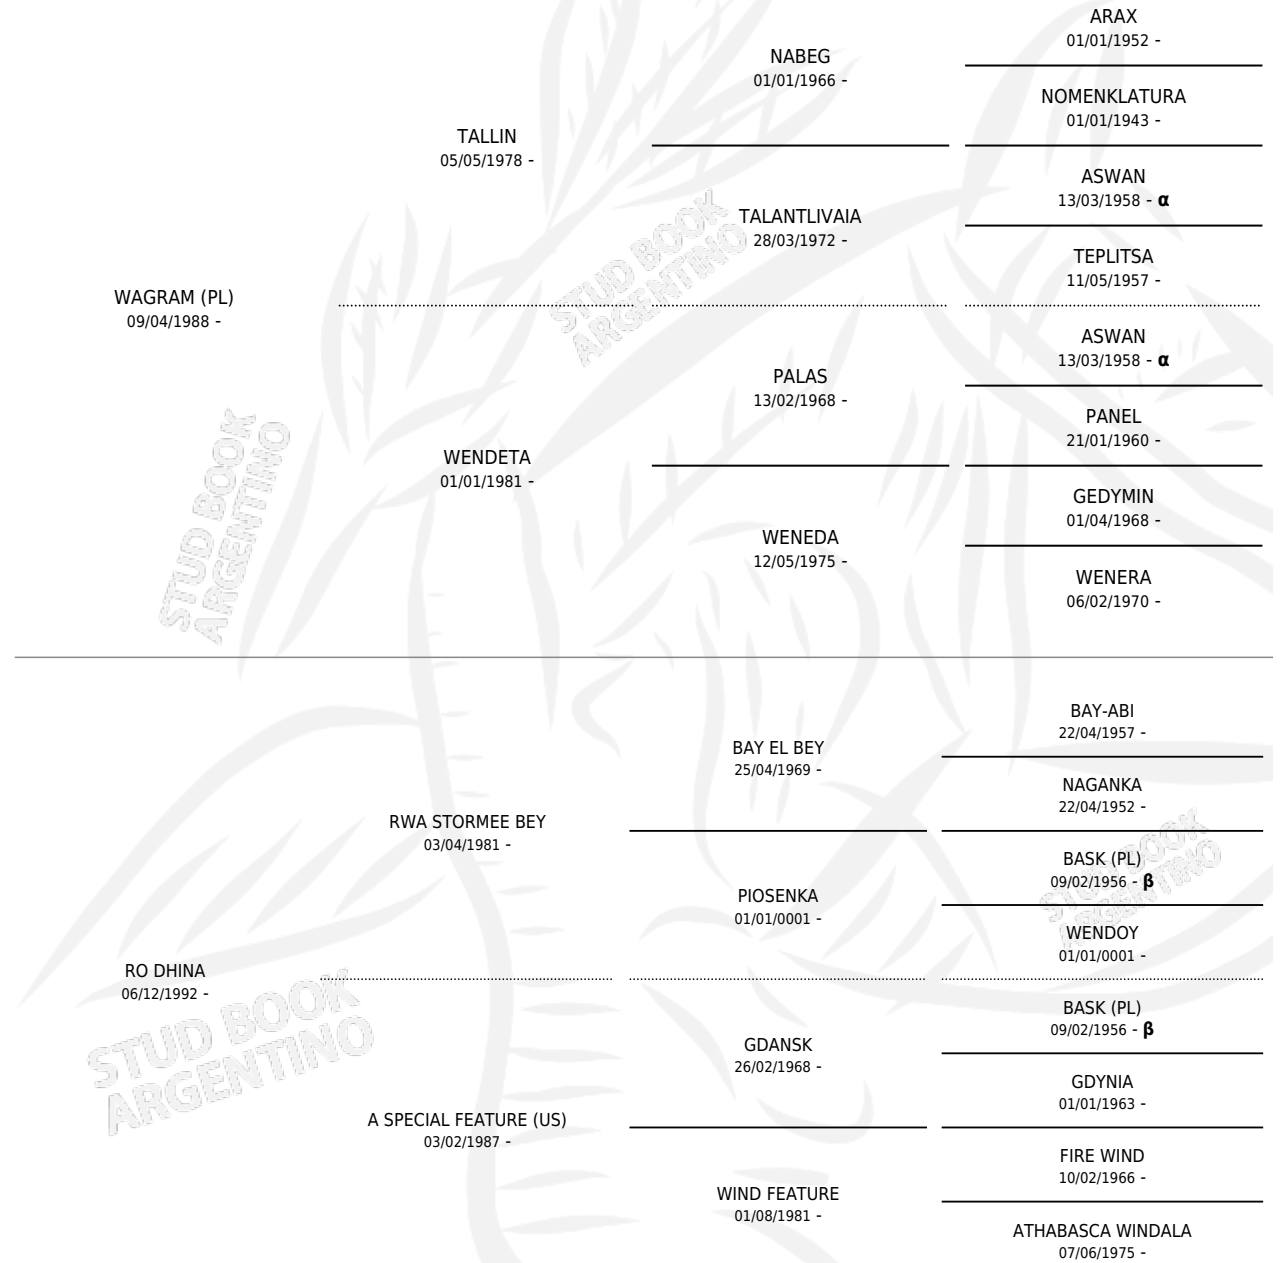 ARAX
01/01/1952 -
NABEG
01/01/1966 -
NOMENKLATURA
01/01/1943 -
TALLIN
05/05/1978 -
ASWAN
13/03/1958 - α
TALANTLIVAIA
28/03/1972 -
TEPLITSA
11/05/1957 -
WAGRAM (PL)
09/04/1988 -
STUD BOOK
ARGENTINO
ASWAN
13/03/1958 - α
PALAS
13/02/1968 -
PANEL
21/01/1960 -
WENDETA
01/01/1981 -
GEDYMIN
01/04/1968 -
WENEDA
12/05/1975 -
WENERA
06/02/1970 -
STUD BOOK
ARGENTINO
BAY-ABI
22/04/1957 -
BAY EL BEY
25/04/1969 -
NAGANKA
22/04/1952 -
RWA STORMEE BEY
03/04/1981 -
BASK (PL)
09/02/1956 - β
PIOSENKA
01/01/0001 -
WENDOY
01/01/0001 -
STUD BOOK
ARGENTINO
RO DHINA
06/12/1992 -
BASK (PL)
09/02/1956 - β
GDANSK
26/02/1968 -
GDYNIA
01/01/1963 -
STUD BOOK
ARGENTINO
A SPECIAL FEATURE (US)
03/02/1987 -
FIRE WIND
10/02/1966 -
WIND FEATURE
01/08/1981 -
ATHABASCA WINDALA
07/06/1975 -